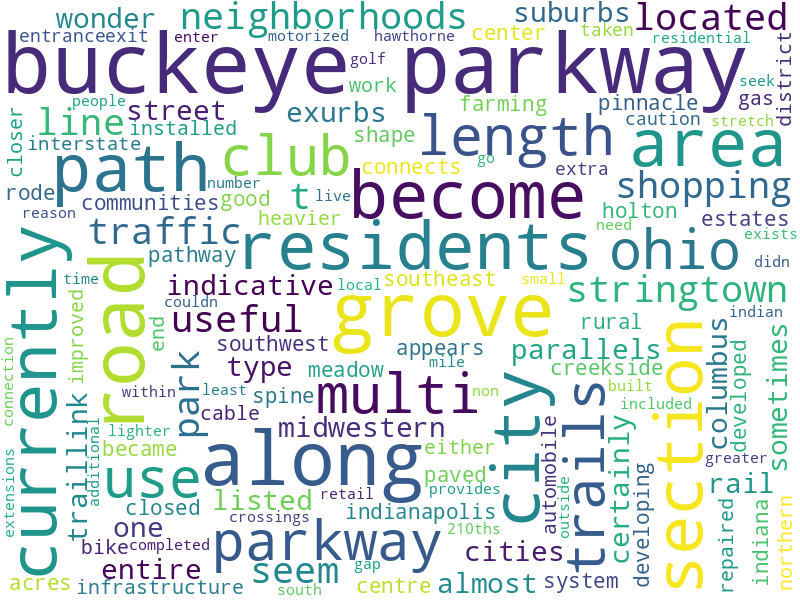 wonder neighborhoods suburbs located
entranceexit enter motorized hawthorne center taken residential
buckeye parkway
golf district
people work farming pinnacle gas seek
closer line street exurbs caution stretch
installed shape length area
interstate path club connects go extra
rode number become shopping
communities good t live holton estates
reason heavier need exists
traffic residents ohio
pathway didn
currently road time indicative local southeast small stringtown
couldn grove indian
improved end useful rural
southwest appears parallels
type mile creekside
park meadow columbus developed sometimes
connection within least spine multi non built
cable city trails section included
traillink lighter midwestern
became along either certainly greater
extensions additional use paved automobile rail
closed listed retail provides outside
one crossings indianapolis 210ths developing repaired indiana northern
bike completed parkway cities
entire seem gap
acres infrastructure south centre almost system